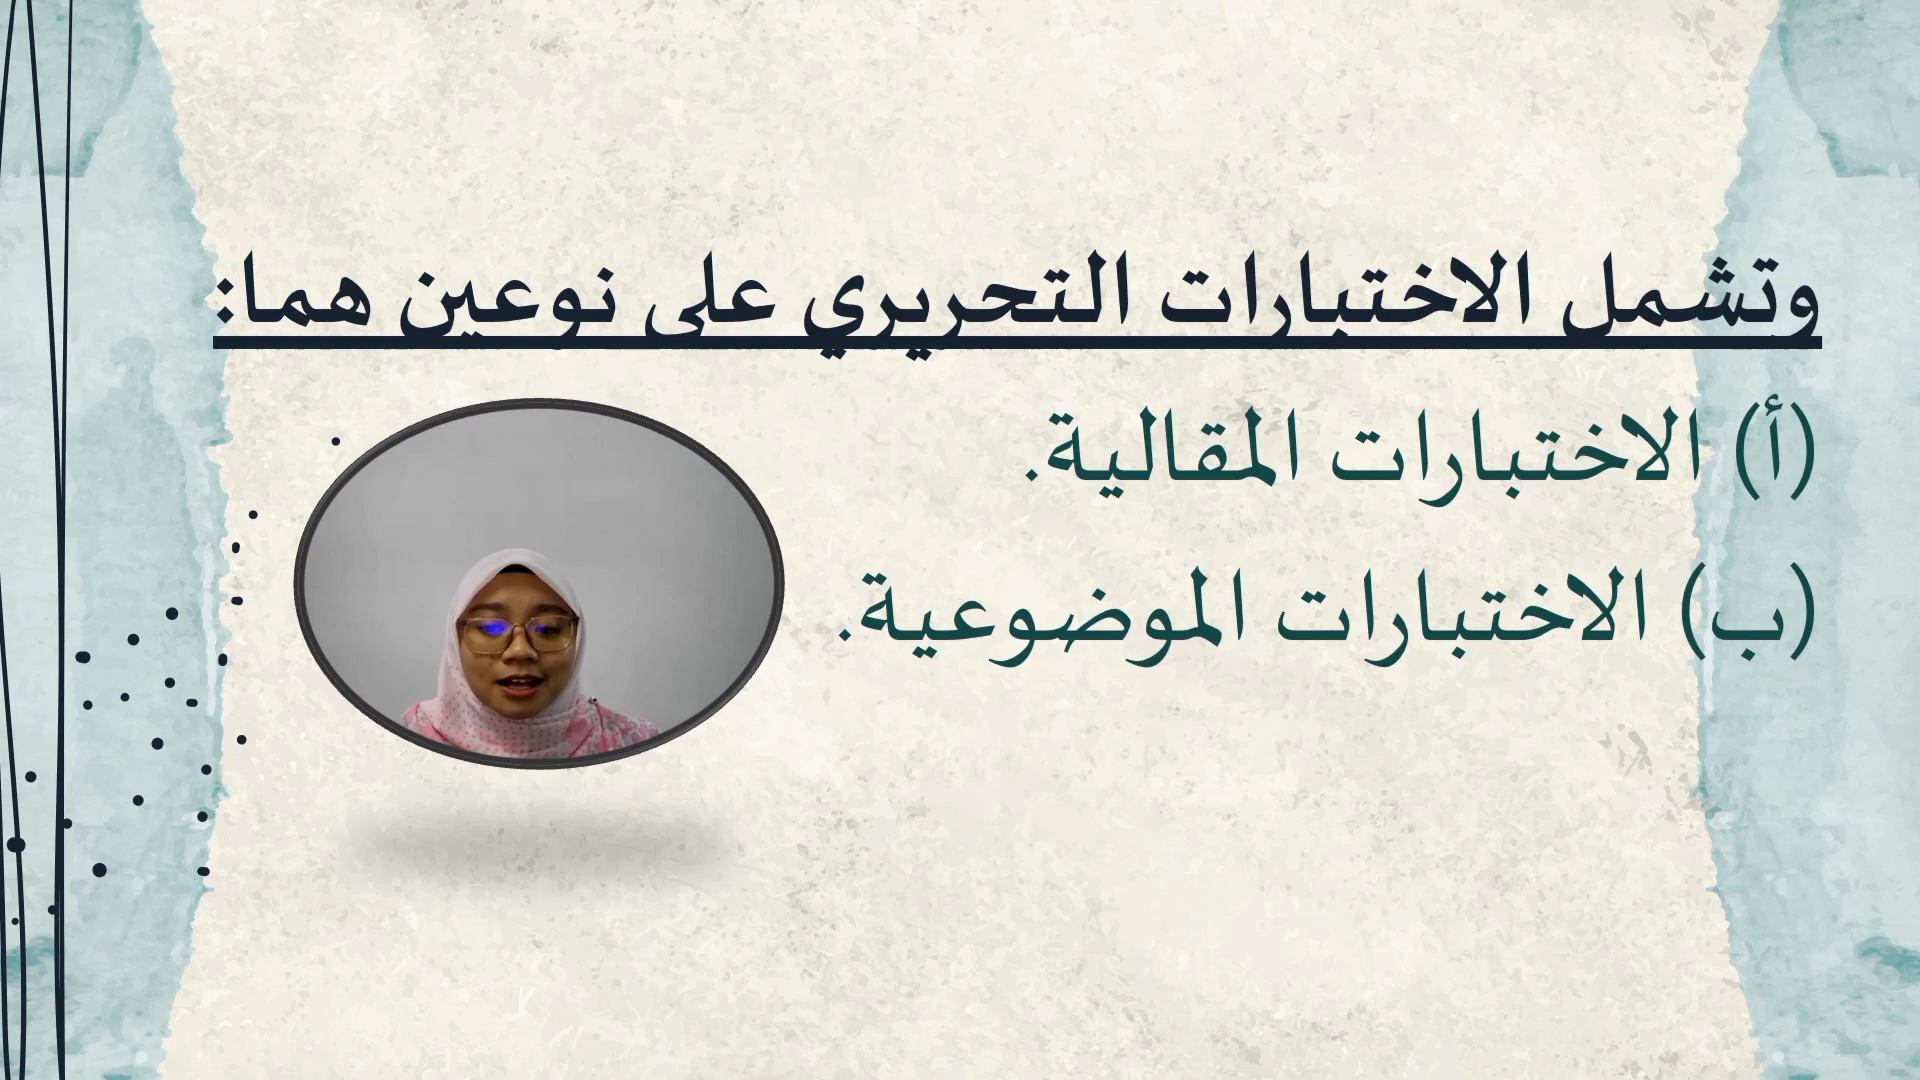 وتشمل الاختبارات التحريري على نوعين هما:
(أ) الاختبارات المقالية.
(ب) الاختبارات الموضوعية.